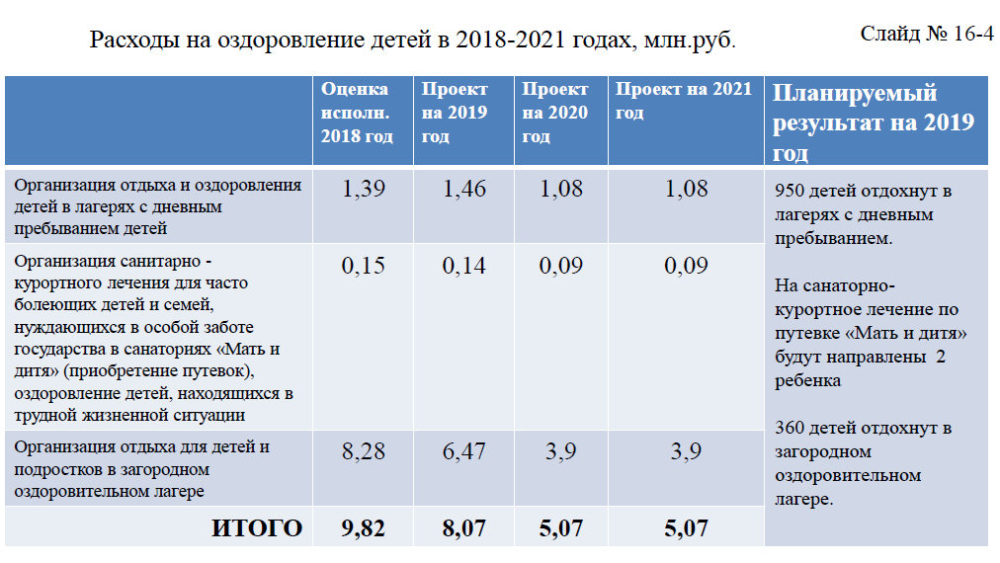 Расходы на оздоровление детей в 2018-2021 годах, млн.руб.
Слайд № 16-4
Оценка
исполн.
2018 год
Проект
на 2019
год
Проект
на 2020
год
Проект на 2021
год
Планируемый
результат на 2019
год
Организация отдыха и оздоровления
детей в лагерях с дневным
пребыванием детей
1,39
1,46
1,08
1,08
Организация санитарно -
курортного лечения для часто
болеющих детей и семей,
нуждающихся в особой заботе
государства в санаториях «Мать и
дитя» (приобретение путевок),
оздоровление детей, находящихся в
трудной жизненной ситуации
0,15
0,14
0,09
0,09
Организация отдыха для детей и
подростков в загородном
оздоровительном лагере
8,28
6,47
3,9
3,9
ИТОГО
9,82
8,07
5,07
5,07
950 детей отдохнут в
лагерях с дневным
пребыванием.
На санаторно-
курортное лечение по
путевке «Мать и дитя»
будут направлены 2
ребенка
360 детей отдохнут в
загородном
оздоровительном
лагере.